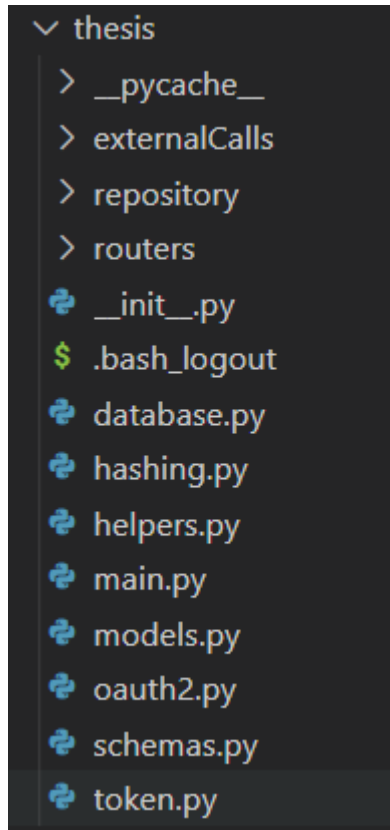 thesis
__pycache__
externalCalls
repository
routers
__init__.py
$ .bash_logout
database.py
hashing.py
helpers.py
main.py
models.py
oauth2.py
schemas.py
token.py